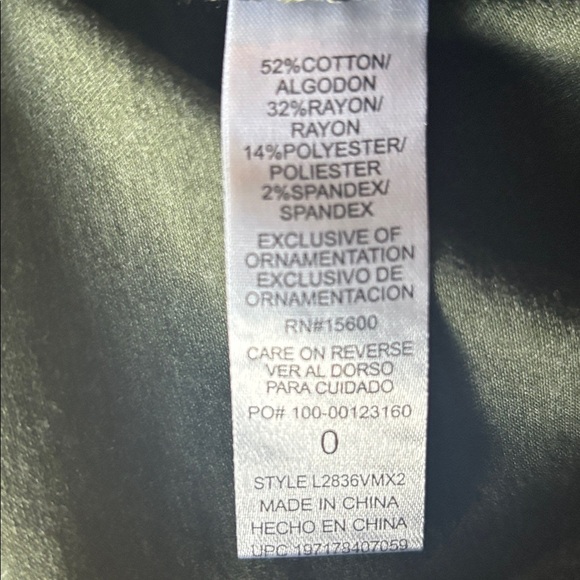 52%COTTON/
ALGODON
32%RAYON/
RAYON
14%POLYESTER/
POLIESTER
2%SPANDEX/
SPANDEX
EXCLUSIVE OF
ORNAMENTATION
EXCLUSIVO DE
ORNAMENTACION
RN#15600
CARE ON REVERSE
VER AL DORSO
PARA CUIDADO
PO# 100-00123160
0
STYLE L2836VMX2
MADE IN CHINA
HECHO EN CHINA
UPC 197178407059